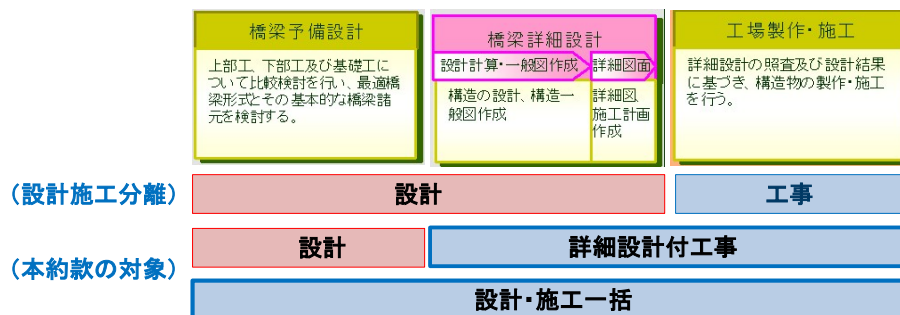 橋梁予備設計
上部工、下部工及び基礎工に
ついて比較検討を行い、最適橋
梁形式とその基本的な橋梁諸
元を検討する。
橋梁詳細設計
設計計算・一般図作成
詳細図面
構造の設計、構造一
般図作成
詳細図、
施工計画
作成
工場製作・施工
詳細設計の照査及び設計結果
に基づき、構造物の製作・施工
を行う。
（設計施工分離）
設計
工事
（本約款の対象）
設計
詳細設計付工事
設計・施工一括